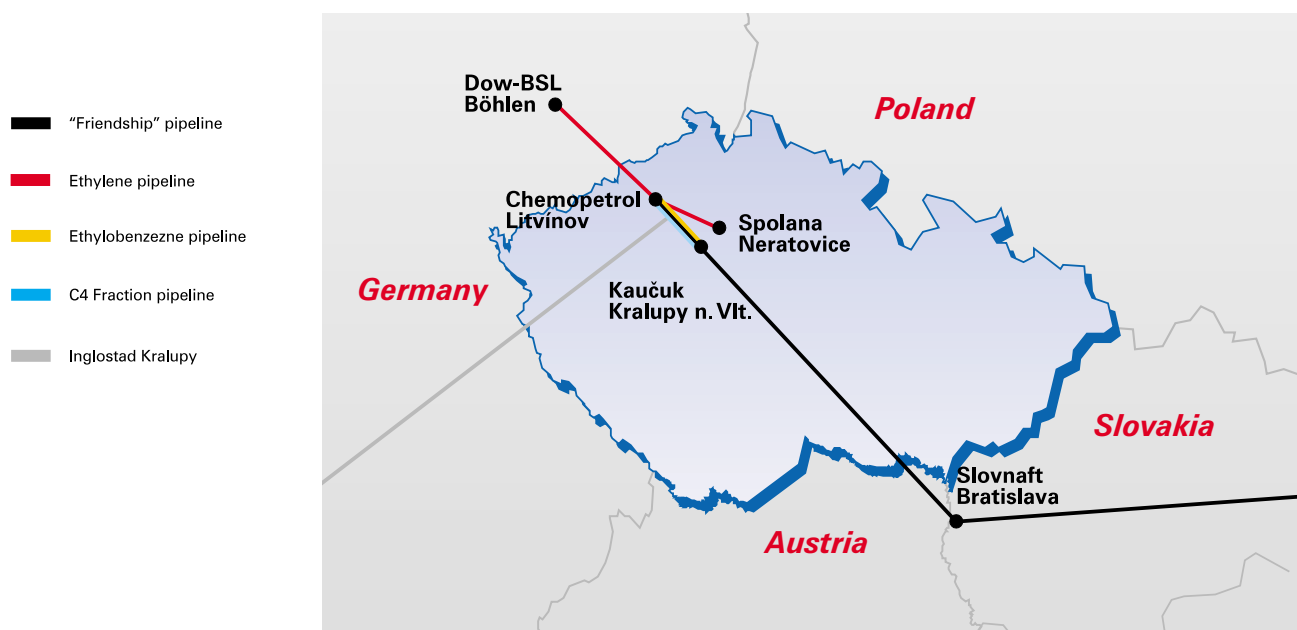 "Friendship" pipeline
Ethylene pipeline
Ethylobenzezne pipeline
C4 Fraction pipeline
Inglostad Kralupy
Dow-BSL
Böhlen
Poland
Chemopetrol
Litvínov
Spolana
Neratovice
Germany
Kaučuk
Kralupy n. Vlt.
Slovakia
Slovnaft
Bratislava
Austria